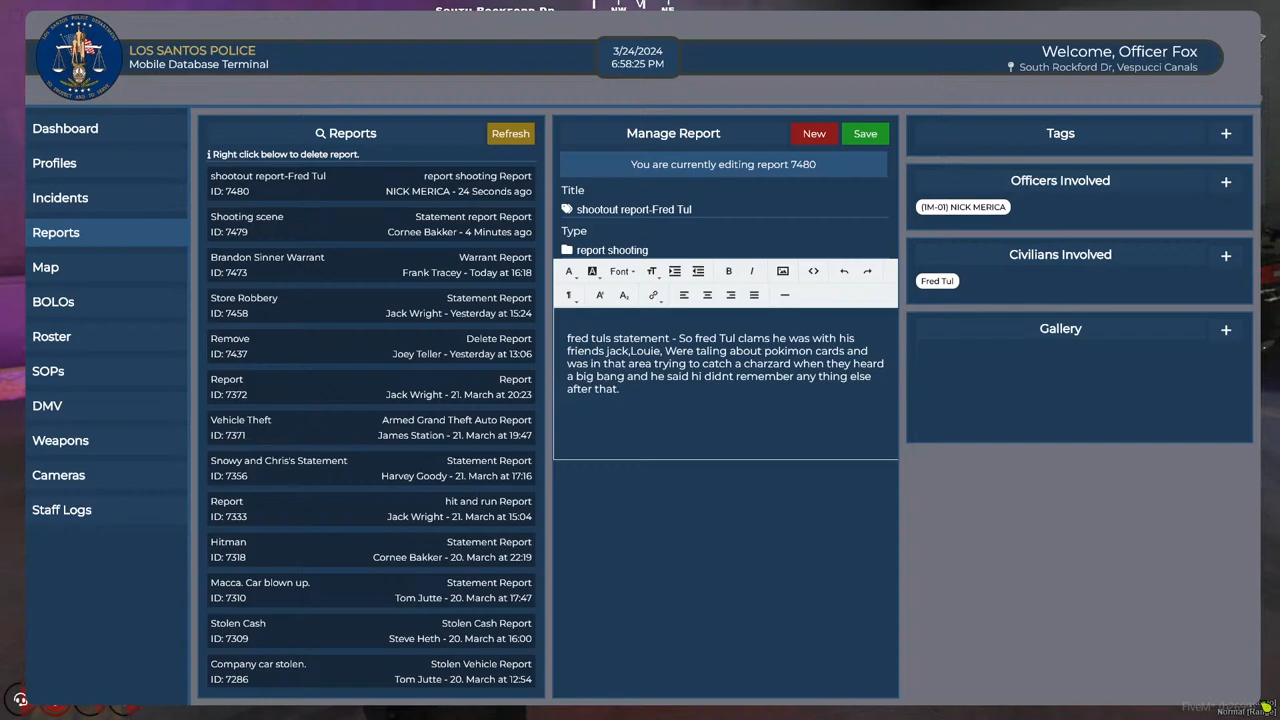 South Rockford Dr
NW
NE
LOS SANTOS POLICE
Mobile Database Terminal
3/24/2024
6:58:25 PM
Welcome, Officer Fox
South Rockford Dr, Vespucci Canals
Dashboard
Profiles
Incidents
Reports
Map
BOLOs
Roster
SOPs
DMV
Weapons
Cameras
Staff Logs
Reports
Refresh
Right click below to delete report.
shootout report-Fred Tul report shooting Report
ID: 7480 NICK MERICA - 24 Seconds ago
Shooting scene Statement report Report
ID: 7479 Cornee Bakker - 4 Minutes ago
Brandon Sinner Warrant Warrant Report
ID: 7473 Frank Tracey - Today at 16:18
Store Robbery Statement Report
ID: 7458 Jack Wright - Yesterday at 15:24
Remove Delete Report
ID: 7437 Joey Teller - Yesterday at 13:06
Report Report
ID: 7372 Jack Wright - 21. March at 20:23
Vehicle Theft Armed Grand Theft Auto Report
ID: 7371 James Station - 21. March at 19:47
Snowy and Chris's Statement Statement Report
ID: 7356 Harvey Goody - 21. March at 17:16
Report hit and run Report
ID: 7333 Jack Wright - 21. March at 15:04
Hitman Statement Report
ID: 7318 Cornee Bakker - 20. March at 22:19
Macca. Car blown up. Statement Report
ID: 7310 Tom Jutte - 20. March at 17:47
Stolen Cash Stolen Cash Report
ID: 7309 Steve Heth - 20. March at 16:00
Company car stolen. Stolen Vehicle Report
ID: 7286 Tom Jutte - 20. March at 12:54
Manage Report
New
Save
You are currently editing report 7480
Title
shootout report-Fred Tul
Type
report shooting
Font
fred tuls statement - So fred Tul clams he was with his
friends jack,Louie, Were taling about pokimon cards and
was in that area trying to catch a charzard when they heard
a big bang and he said hi didnt remember any thing else
after that.
Tags
Officers Involved
(1M-01) NICK MERICA
Civilians Involved
Fred Tul
Gallery
FiveM
Normal [Range]